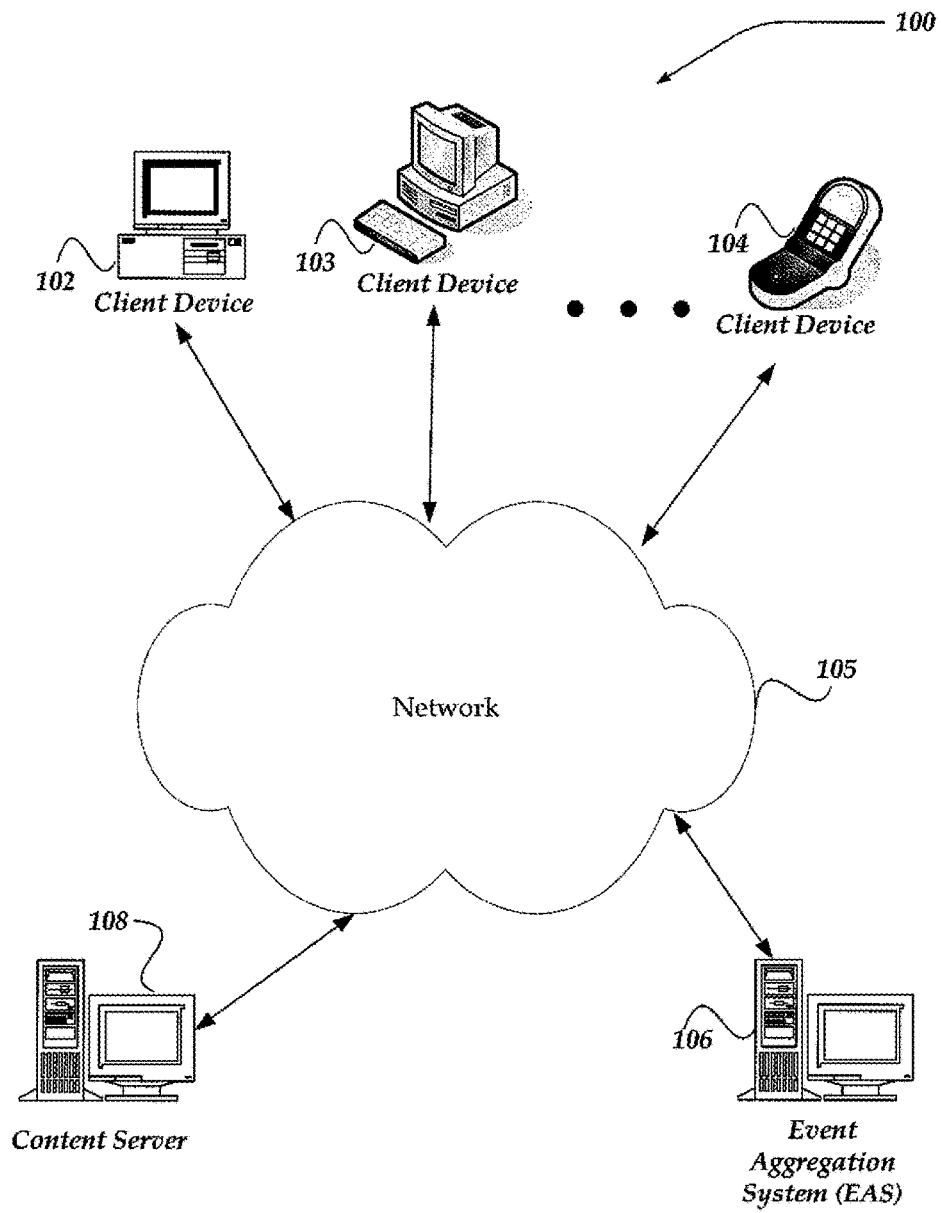 100
102
Client Device
103
Client Device
104
Client Device
Network
105
108
Content Server
106
Event
Aggregation
System (EAS)